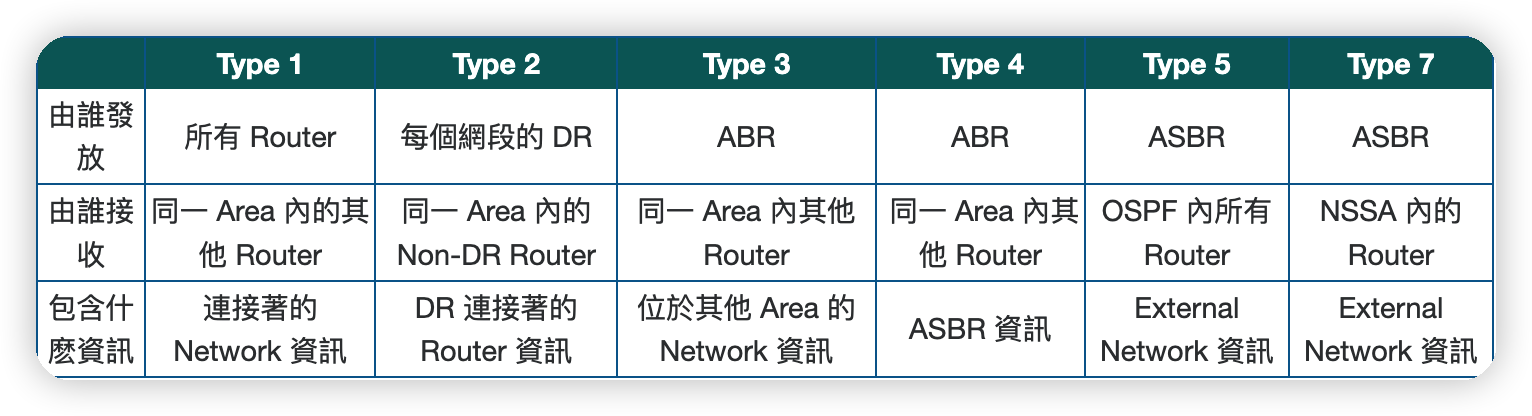 Type 1 Type 2 Type 3 Type 4 Type 5 Type 7
由誰發放 所有 Router 每個網段的 DR ABR ABR ASBR ASBR
由誰接收 同一 Area 內的其他 Router 同一 Area 內的 Non-DR Router 同一 Area 內其他 Router 同一 Area 內其他 Router OSPF 內所有 Router NSSA 內的 Router
包含什麼資訊 連接著的 Network 資訊 DR 連接著的 Router 資訊 位於其他 Area 的 Network 資訊 ASBR 資訊 External Network 資訊 External Network 資訊